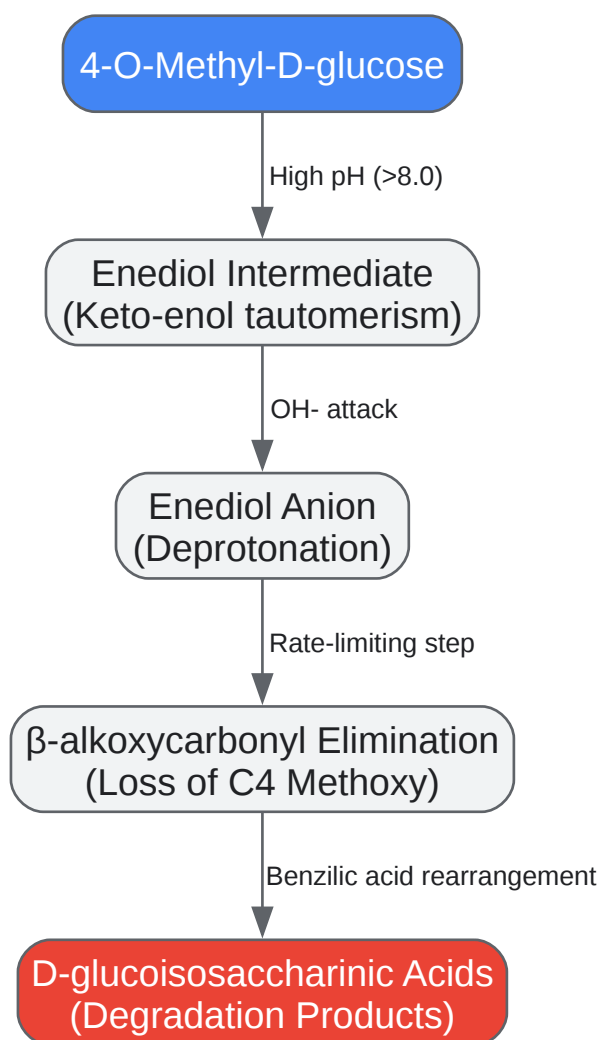 4-O-Methyl-D-glucose
High pH (>8.0)
Enediol Intermediate
(Keto-enol tautomerism)
OH- attack
Enediol Anion
(Deprotonation)
Rate-limiting step
β-alkoxycarbonyl Elimination
(Loss of C4 Methoxy)
Benzilic acid rearrangement
D-glucoisosaccharinic Acids
(Degradation Products)